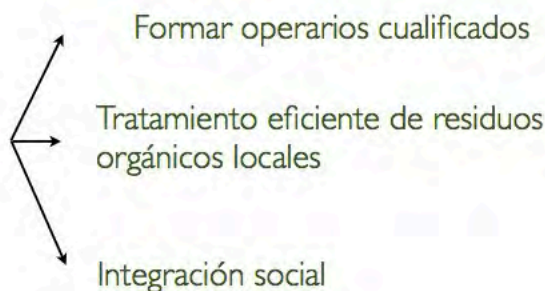 Formar operarios cualificados
Tratamiento eficiente de residuos
orgánicos locales
Integración social